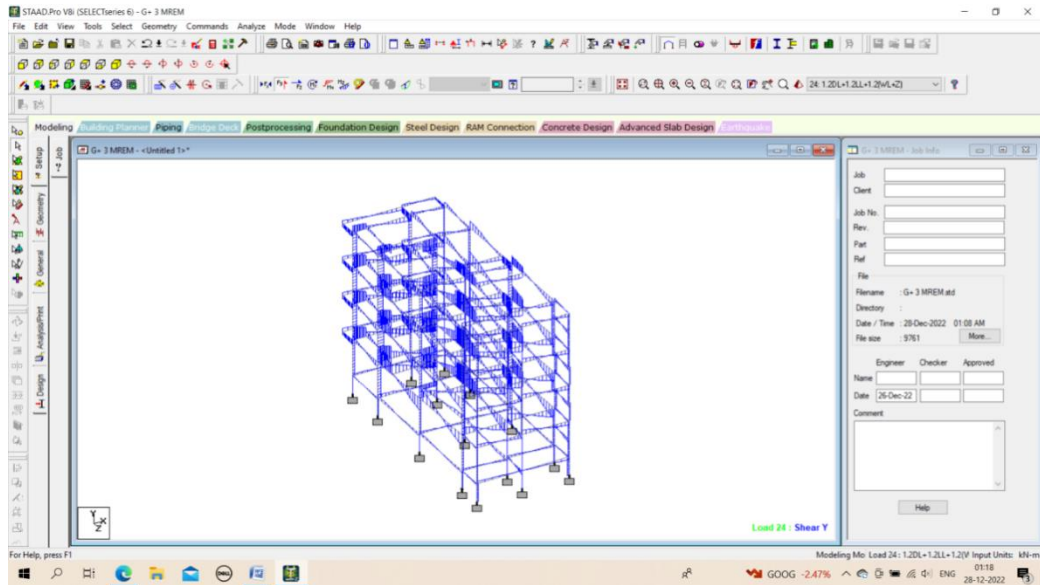 STAAD.Pro V8i (SELECTseries 6) - G+ 3 MREM
File Edit View Tools Select Geometry Commands Analyze Mode Window Help
24: 1.2DL+1.2LL+1.2(WL+Z)
Modeling Building Planner Piping Bridge Deck Postprocessing Foundation Design Steel Design RAM Connection Concrete Design Advanced Slab Design Earthquake
Setup
Geometry
General
Analysis/Print
Design
Job
G+ 3 MREM - <Untitled 1>*
Load 24 : Shear Y
Y
X
Z
G+ 3 MREM - Job Info
Job
Client
Job No.
Rev.
Part
Ref
File
Filename : G+ 3 MREM.std
Directory :
Date / Time : 28-Dec-2022 01:08 AM
File size : 9761 More...
Engineer Checker Approved
Name
Date 26-Dec-22
Comment
Help
For Help, press F1
Modeling Mo Load 24 : 1.2DL+1.2LL+1.2(V Input Units: kN-m
GOOG -2.47% ENG 01:18
28-12-2022 3